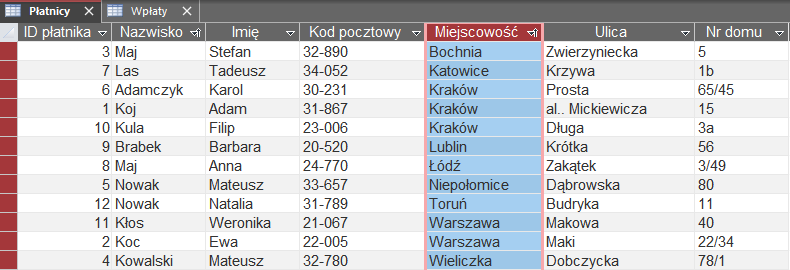 Płatnicy Wpłaty
ID płatnika Nazwisko Imię Kod pocztowy Miejscowość Ulica Nr domu
3 Maj Stefan 32-890 Bochnia Zwierzyniecka 5
7 Las Tadeusz 34-052 Katowice Krzywa 1b
6 Adamczyk Karol 30-231 Kraków Prosta 65/45
1 Koj Adam 31-867 Kraków al.. Mickiewicza 15
10 Kula Filip 23-006 Kraków Długa 3a
9 Brabek Barbara 20-520 Lublin Krótka 56
8 Maj Anna 24-770 Łódź Zakątek 3/49
5 Nowak Mateusz 33-657 Niepołomice Dąbrowska 80
12 Nowak Natalia 31-789 Toruń Budryka 11
11 Kłos Weronika 21-067 Warszawa Makowa 40
2 Koc Ewa 22-005 Warszawa Maki 22/34
4 Kowalski Mateusz 32-780 Wieliczka Dobczycka 78/1